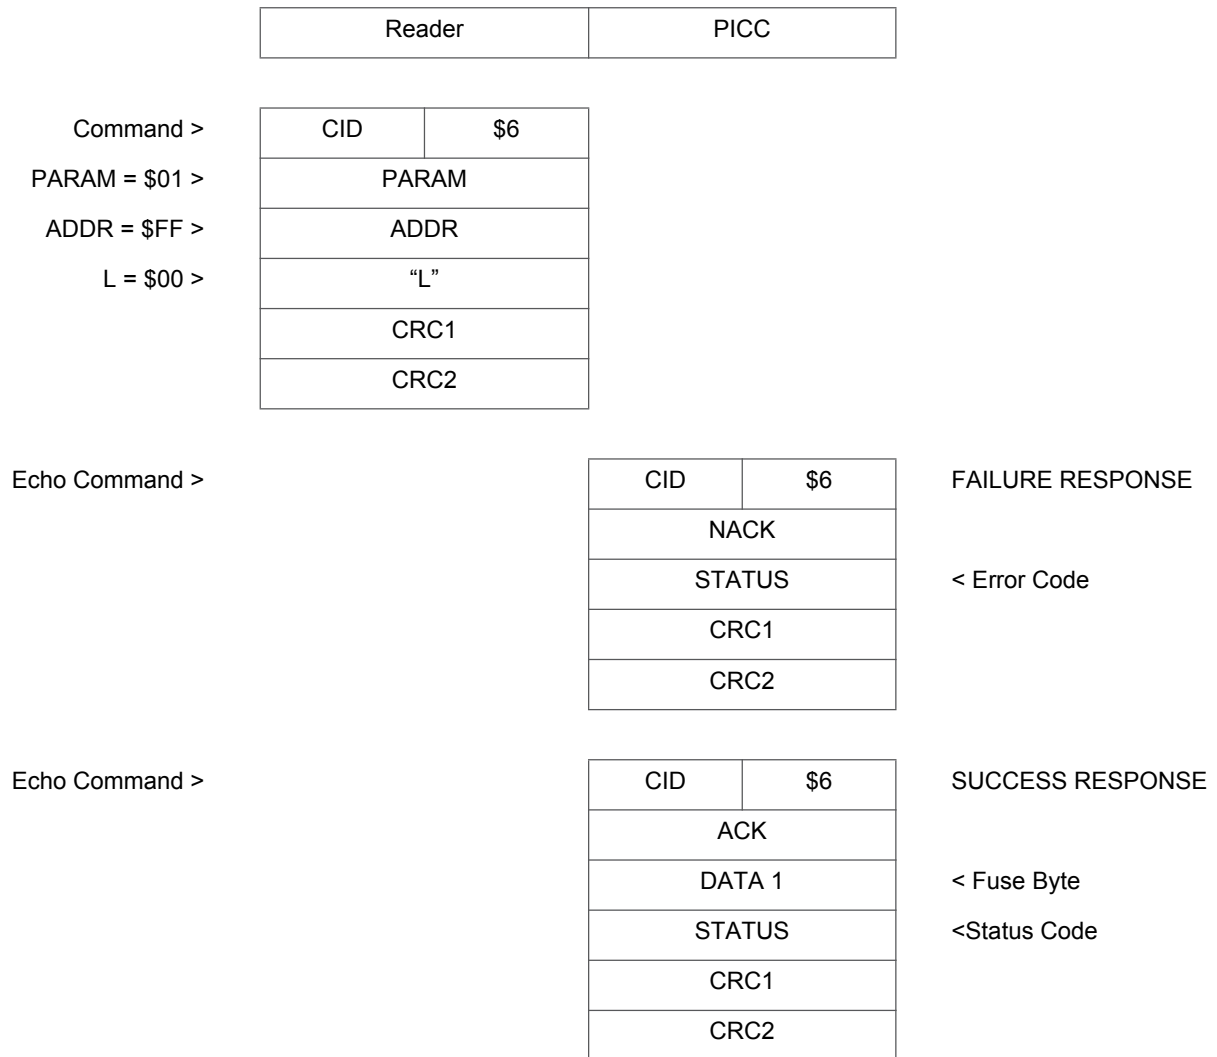 Reader PICC
Command > CID $6
PARAM = $01 > PARAM
ADDR = $FF > ADDR
L = $00 > “L”
CRC1
CRC2
Echo Command > CID $6 FAILURE RESPONSE
NACK
STATUS < Error Code
CRC1
CRC2
Echo Command > CID $6 SUCCESS RESPONSE
ACK
DATA 1 < Fuse Byte
STATUS <Status Code
CRC1
CRC2